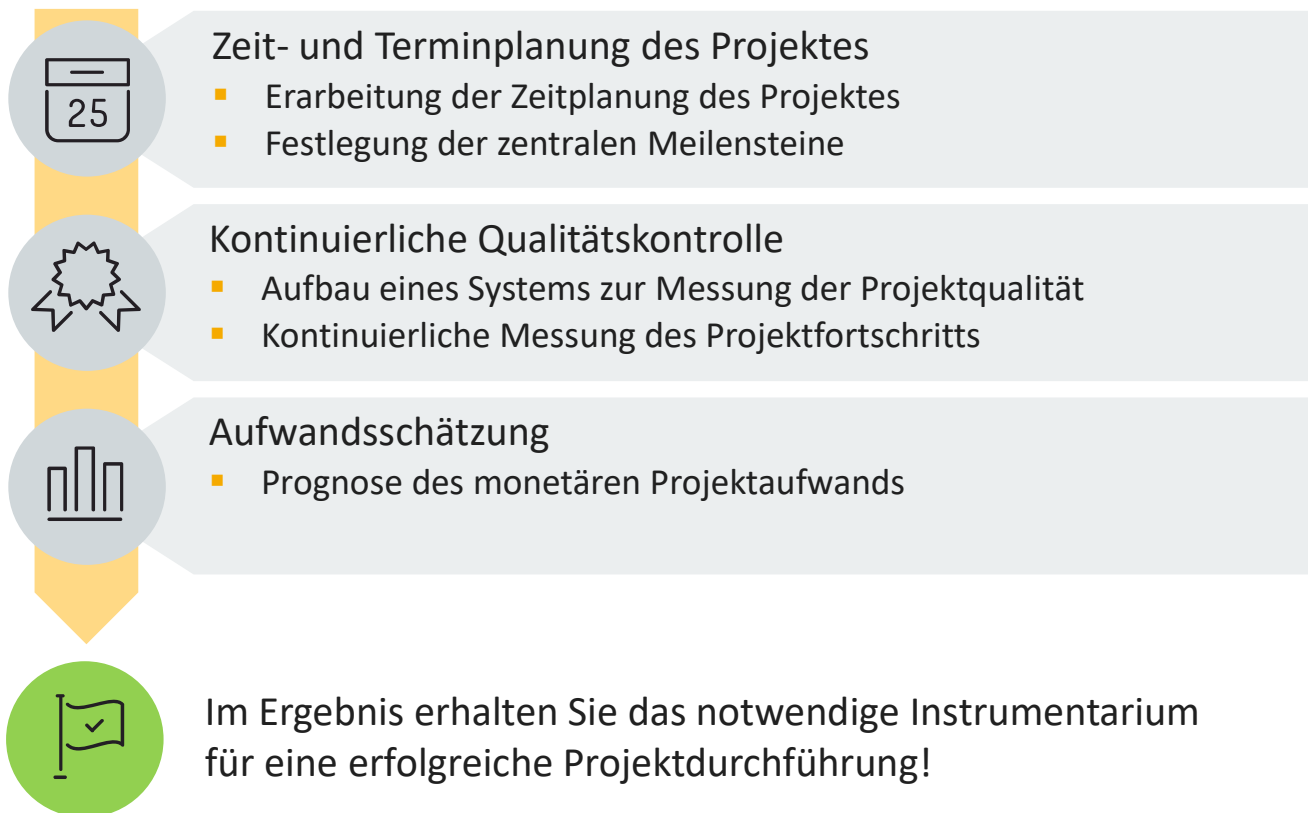 25
Zeit- und Terminplanung des Projektes
▪ Erarbeitung der Zeitplanung des Projektes
▪ Festlegung der zentralen Meilensteine
Kontinuierliche Qualitätskontrolle
▪ Aufbau eines Systems zur Messung der Projektqualität
▪ Kontinuierliche Messung des Projektfortschritts
Aufwandsschätzung
▪ Prognose des monetären Projektaufwands
Im Ergebnis erhalten Sie das notwendige Instrumentarium
für eine erfolgreiche Projektdurchführung!